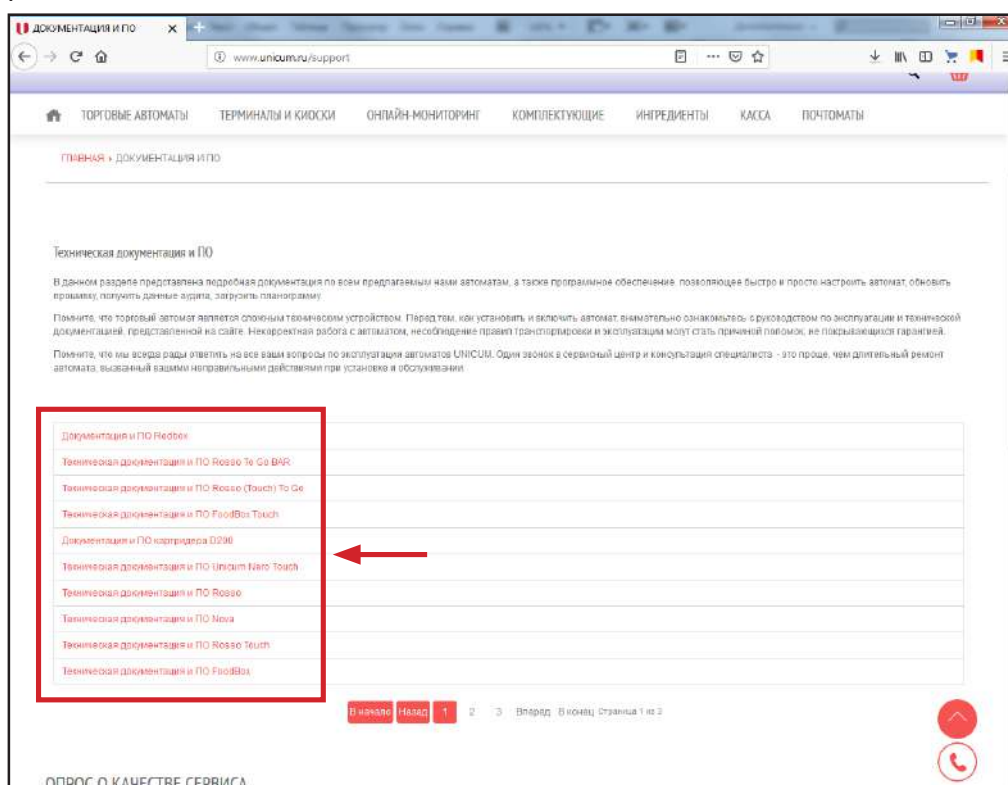 ДОКУМЕНТАЦИЯ И ПО
www.unicum.ru/support
ТОРГОВЫЕ АВТОМАТЫ ТЕРМИНАЛЫ И КИОСКИ ОНЛАЙН-МОНИТОРИНГ КОМПЛЕКТУЮЩИЕ ИНГРЕДИЕНТЫ КАССА ПОЧТОМАТЫ
ГЛАВНАЯ › ДОКУМЕНТАЦИЯ И ПО
Техническая документация и ПО
В данном разделе представлена подробная документация по всем предлагаемым нами автоматам, а также программное обеспечение, позволяющее быстро и просто настроить автомат, обновить
прошивку, получить данные аудита, загрузить планограмму.
Помните, что торговый автомат является сложным техническим устройством. Перед тем, как установить и включить автомат, внимательно ознакомьтесь с руководством по эксплуатации и технической
документацией, представленной на сайте. Некорректная работа с автоматом, несоблюдение правил транспортировки и эксплуатации могут стать причиной поломок, не покрывающихся гарантией.
Помните, что мы всегда рады ответить на все ваши вопросы по эксплуатации автоматов UNICUM. Один звонок в сервисный центр и консультация специалиста - это проще, чем длительный ремонт
автомата, вызванный вашими неправильными действиями при установке и обслуживании.
Документация и ПО Redbox
Техническая документация и ПО Rosso To Go BAR
Техническая документация и ПО Rosso (Touch) To Go
Техническая документация и ПО FoodBox Touch
Документация и ПО картридера D200
Техническая документация и ПО Unicum Nero Touch
Техническая документация и ПО Rosso
Техническая документация и ПО Nova
Техническая документация и ПО Rosso Touch
Техническая документация и ПО FoodBox
В начало Назад 1 2 3 Вперед В конец Страница 1 из 3
ОПРОС О КАЧЕСТВЕ СЕРВИСА